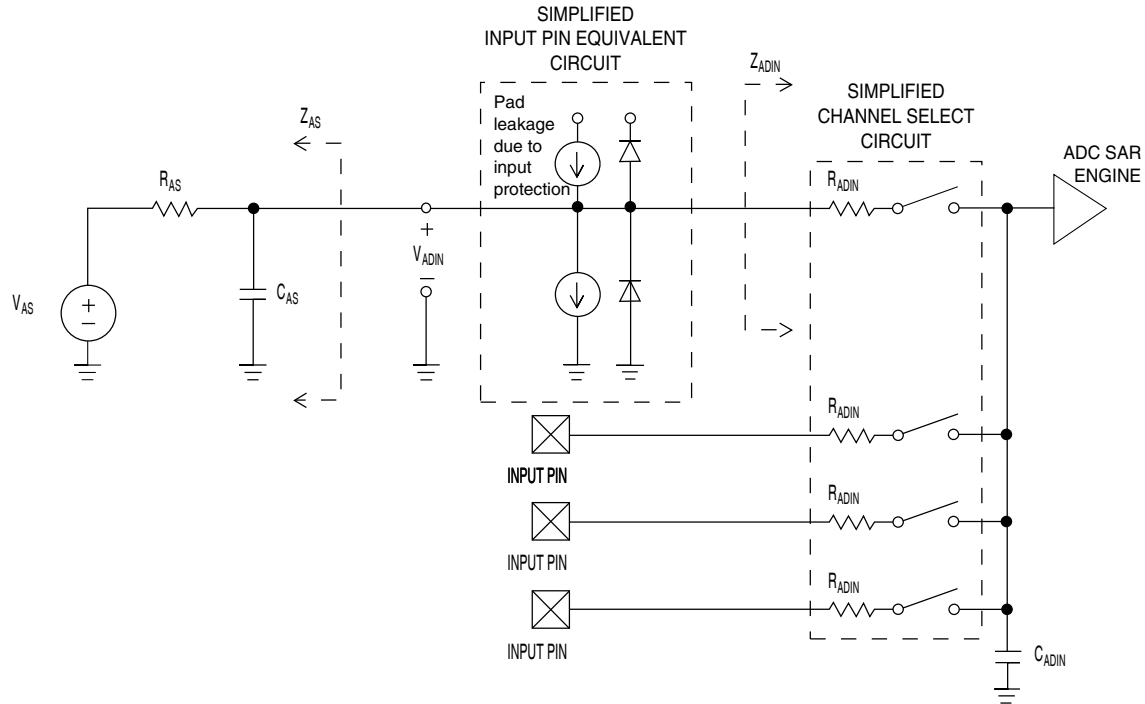 SIMPLIFIED
INPUT PIN EQUIVALENT
CIRCUIT
Pad
leakage
due to
input
protection
Z_ADIN
SIMPLIFIED
CHANNEL SELECT
CIRCUIT
ADC SAR
ENGINE
Z_AS
R_AS
R_ADIN
+
V_ADIN
–
C_AS
V_AS
+
–
R_ADIN
INPUT PIN
R_ADIN
INPUT PIN
R_ADIN
INPUT PIN
C_ADIN